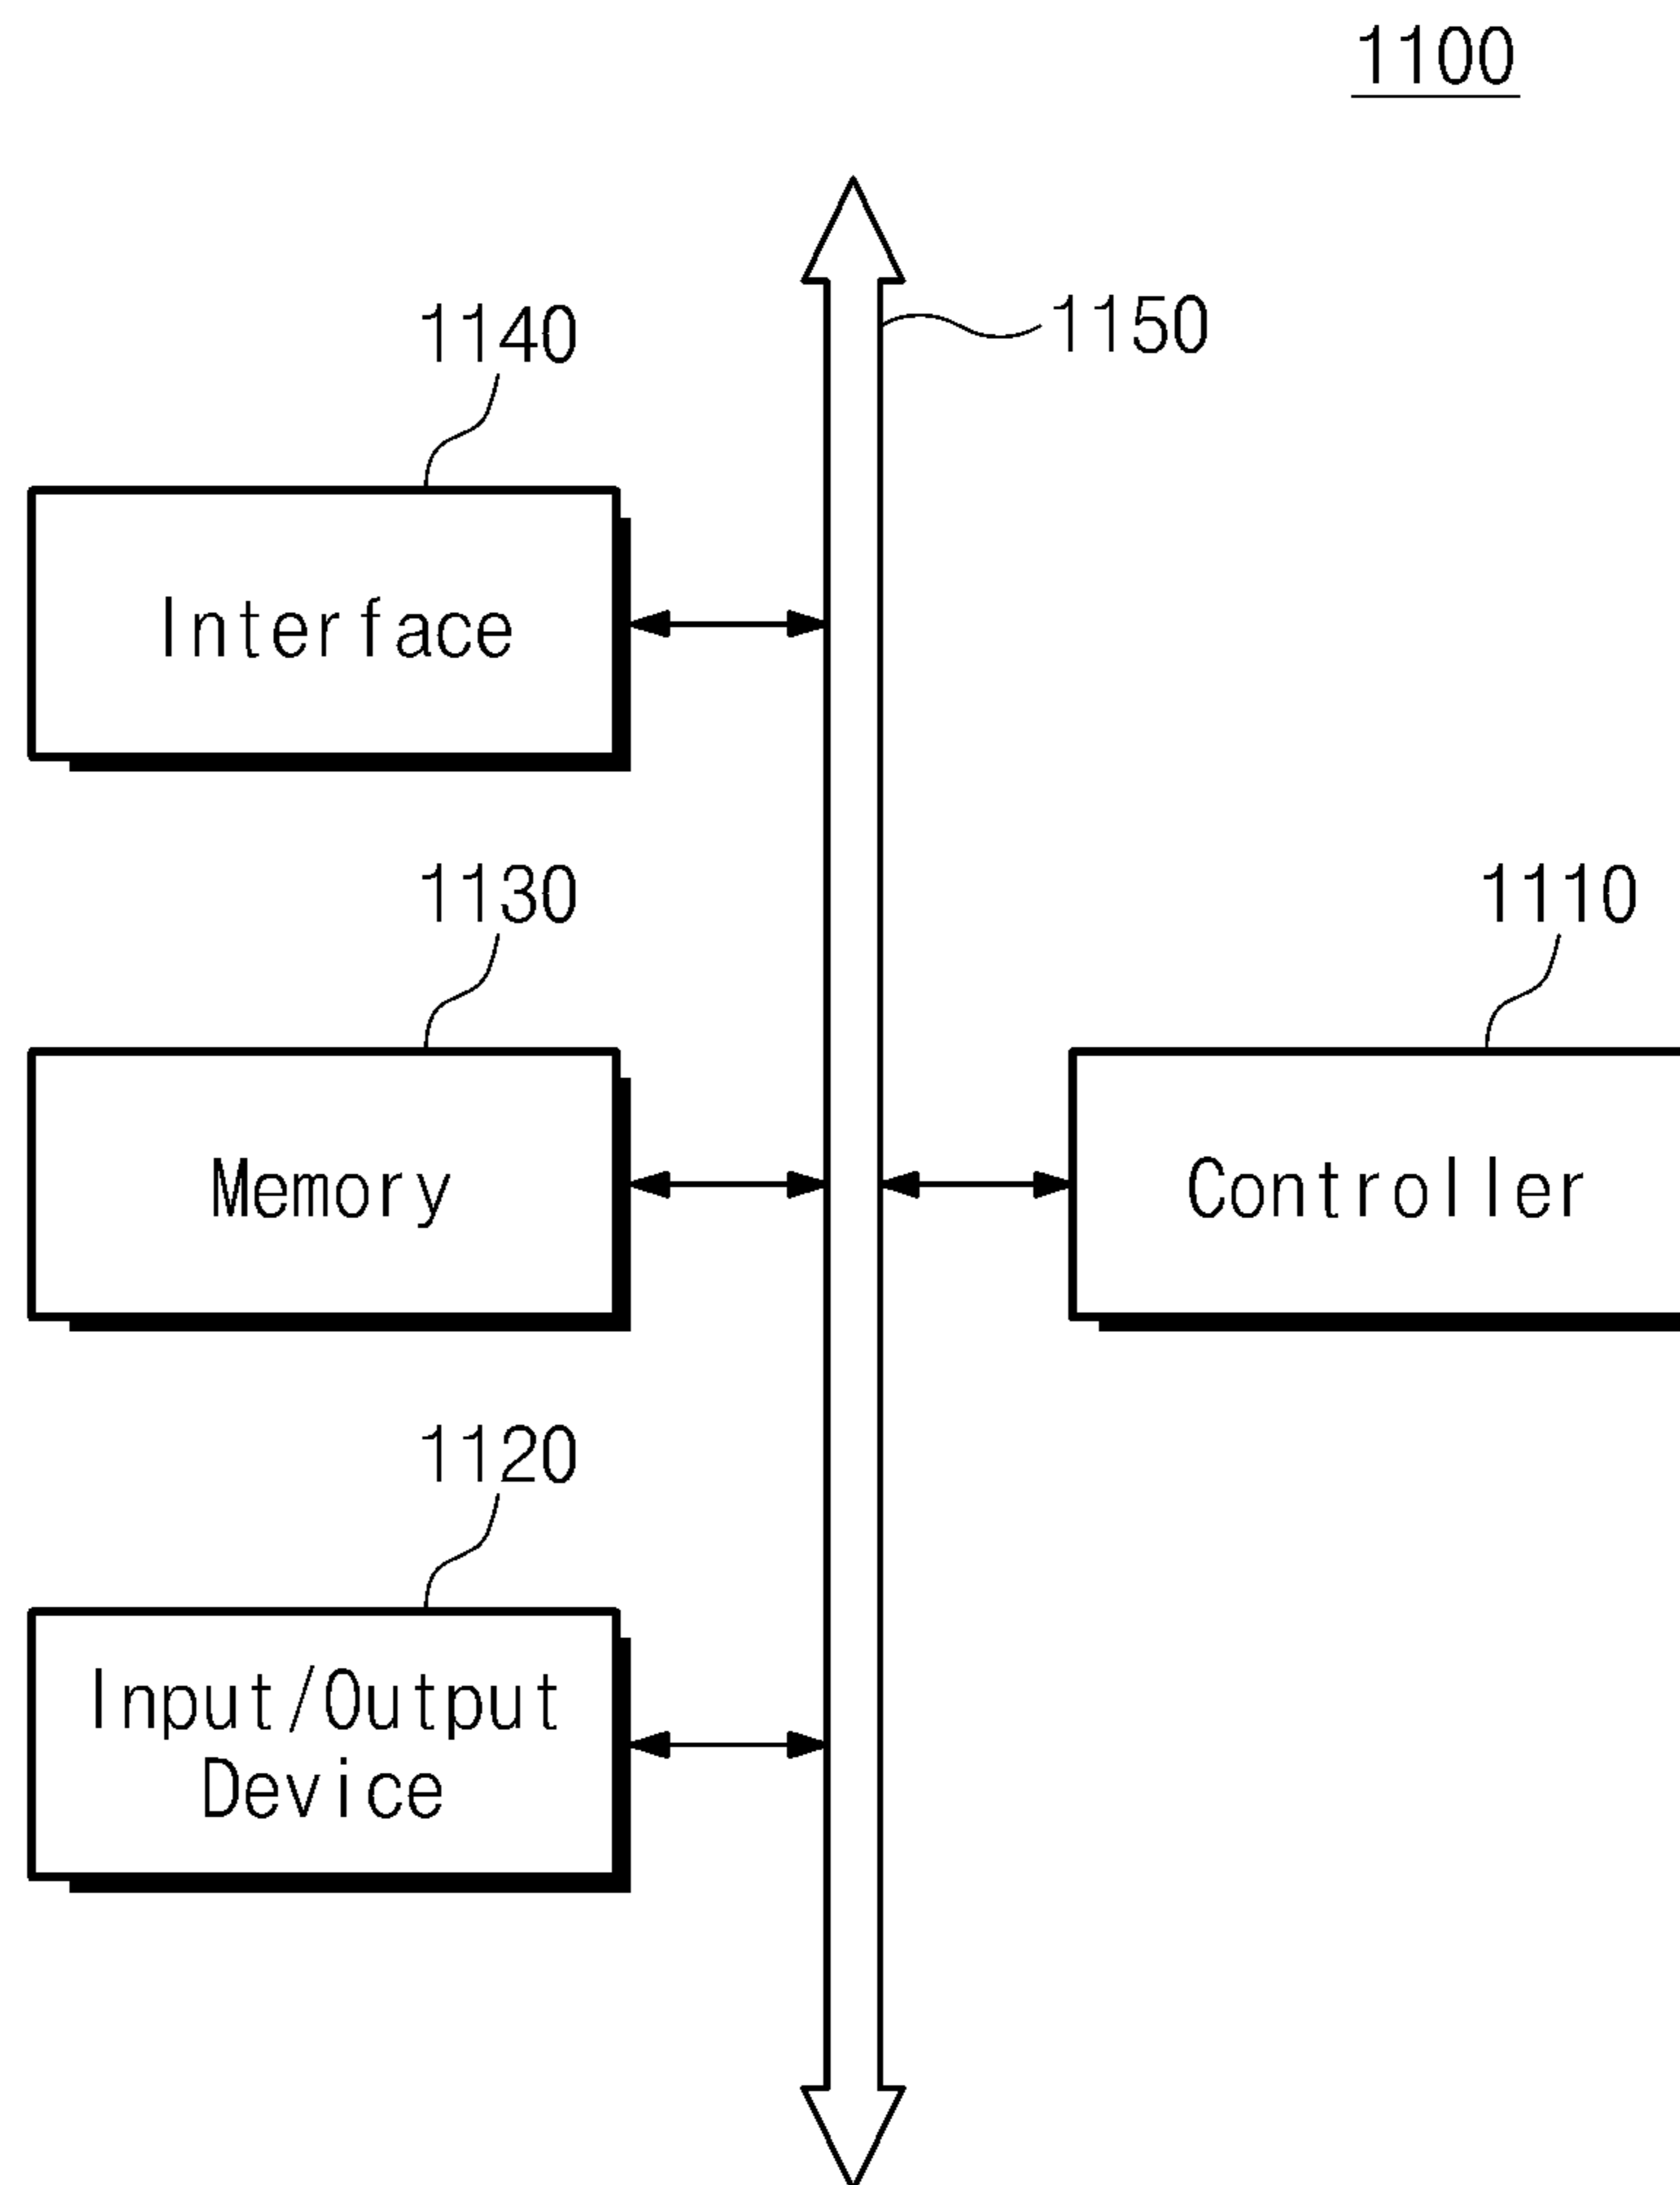 1100
1140
1150
Interface
1130
1110
Memory
Controller
1120
Input/Output
Device